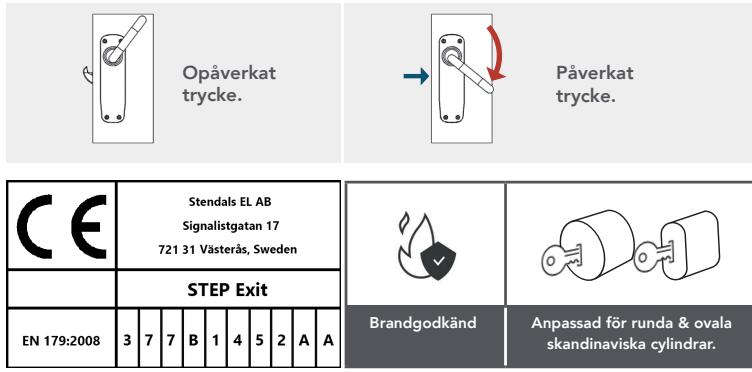 Opåverkat
trycke.
Påverkat
trycke.
CE
Stendals EL AB
Signalistgatan 17
721 31 Västerås, Sweden
STEP Exit
EN 179:2008 3 7 7 B 1 4 5 2 A A
Brandgodkänd
Anpassad för runda & ovala
skandinaviska cylindrar.